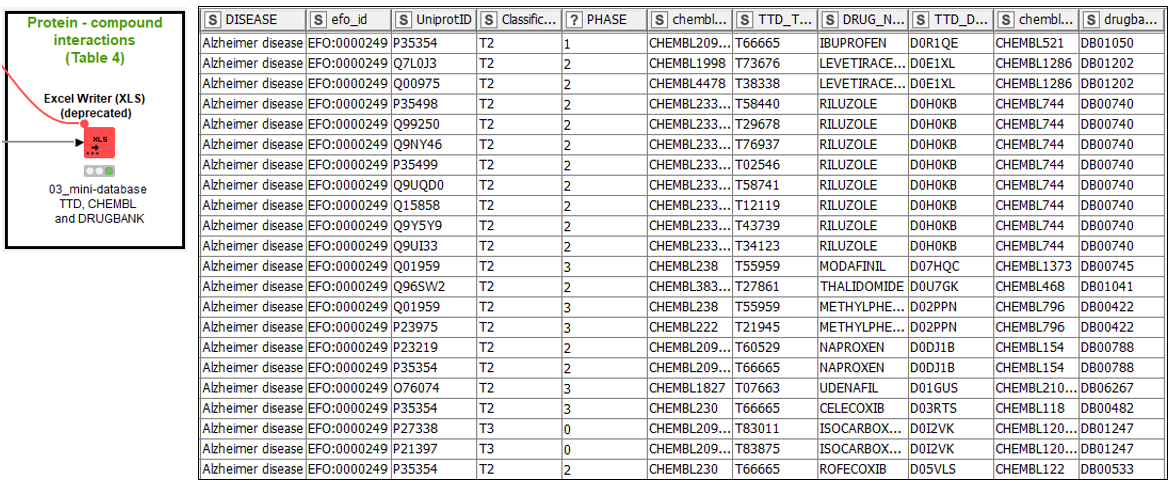 Protein - compound
interactions
(Table 4)
Excel Writer (XLS)
(deprecated)
XLS
03_mini-database
TTD, CHEMBL
and DRUGBANK
S DISEASE S efo_id S UniprotID S Classific... ? PHASE S chembl... S TTD_T... S DRUG_N... S TTD_D... S chembl... S drugba...
Alzheimer disease EFO:0000249 P35354 T2 1 CHEMBL209... T66665 IBUPROFEN D0R1QE CHEMBL521 DB01050
Alzheimer disease EFO:0000249 Q7L0J3 T2 2 CHEMBL1998 T73676 LEVETIRACE... D0E1XL CHEMBL1286 DB01202
Alzheimer disease EFO:0000249 Q00975 T2 2 CHEMBL4478 T38338 LEVETIRACE... D0E1XL CHEMBL1286 DB01202
Alzheimer disease EFO:0000249 P35498 T2 2 CHEMBL233... T58440 RILUZOLE D0H0KB CHEMBL744 DB00740
Alzheimer disease EFO:0000249 Q99250 T2 2 CHEMBL233... T29678 RILUZOLE D0H0KB CHEMBL744 DB00740
Alzheimer disease EFO:0000249 Q9NY46 T2 2 CHEMBL233... T76937 RILUZOLE D0H0KB CHEMBL744 DB00740
Alzheimer disease EFO:0000249 P35499 T2 2 CHEMBL233... T02546 RILUZOLE D0H0KB CHEMBL744 DB00740
Alzheimer disease EFO:0000249 Q9UQD0 T2 2 CHEMBL233... T58741 RILUZOLE D0H0KB CHEMBL744 DB00740
Alzheimer disease EFO:0000249 Q15858 T2 2 CHEMBL233... T12119 RILUZOLE D0H0KB CHEMBL744 DB00740
Alzheimer disease EFO:0000249 Q9Y5Y9 T2 2 CHEMBL233... T43739 RILUZOLE D0H0KB CHEMBL744 DB00740
Alzheimer disease EFO:0000249 Q9UI33 T2 2 CHEMBL233... T34123 RILUZOLE D0H0KB CHEMBL744 DB00740
Alzheimer disease EFO:0000249 Q01959 T2 3 CHEMBL238 T55959 MODAFINIL D07HQC CHEMBL1373 DB00745
Alzheimer disease EFO:0000249 Q96SW2 T2 2 CHEMBL383... T27861 THALIDOMIDE D0U7GK CHEMBL468 DB01041
Alzheimer disease EFO:0000249 Q01959 T2 3 CHEMBL238 T55959 METHYLPHE... D02PPN CHEMBL796 DB00422
Alzheimer disease EFO:0000249 P23975 T2 3 CHEMBL222 T21945 METHYLPHE... D02PPN CHEMBL796 DB00422
Alzheimer disease EFO:0000249 P23219 T2 2 CHEMBL209... T60529 NAPROXEN D0DJ1B CHEMBL154 DB00788
Alzheimer disease EFO:0000249 P35354 T2 2 CHEMBL209... T66665 NAPROXEN D0DJ1B CHEMBL154 DB00788
Alzheimer disease EFO:0000249 O76074 T2 3 CHEMBL1827 T07663 UDENAFIL D01GUS CHEMBL210... DB06267
Alzheimer disease EFO:0000249 P35354 T2 3 CHEMBL230 T66665 CELECOXIB D03RTS CHEMBL118 DB00482
Alzheimer disease EFO:0000249 P27338 T3 0 CHEMBL209... T83011 ISOCARBOX... D0I2VK CHEMBL120... DB01247
Alzheimer disease EFO:0000249 P21397 T3 0 CHEMBL209... T83875 ISOCARBOX... D0I2VK CHEMBL120... DB01247
Alzheimer disease EFO:0000249 P35354 T2 2 CHEMBL230 T66665 ROFECOXIB D05VLS CHEMBL122 DB00533